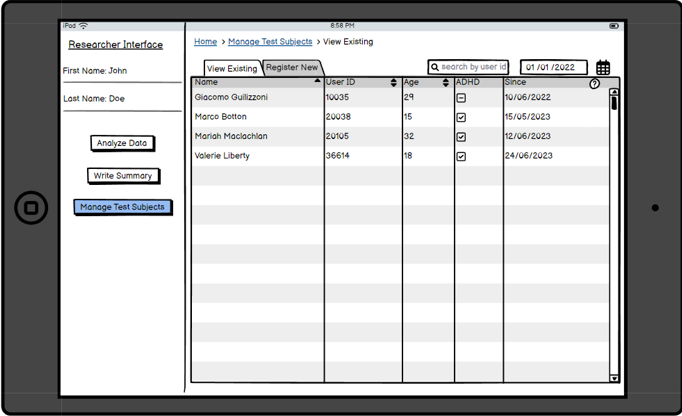 iPad
8:58 PM
Researcher Interface
First Name: John
Last Name: Doe
Analyze Data
Write Summary
Manage Test Subjects
Home > Manage Test Subjects > View Existing
View Existing Register New
search by user id
01/01/2022
Name User ID Age ADHD Since ?
Giacomo Guilizzoni 10035 29 10/06/2022
Marco Botton 20038 15 15/05/2023
Mariah Maclachlan 20105 32 12/06/2023
Valerie Liberty 36614 18 24/06/2023